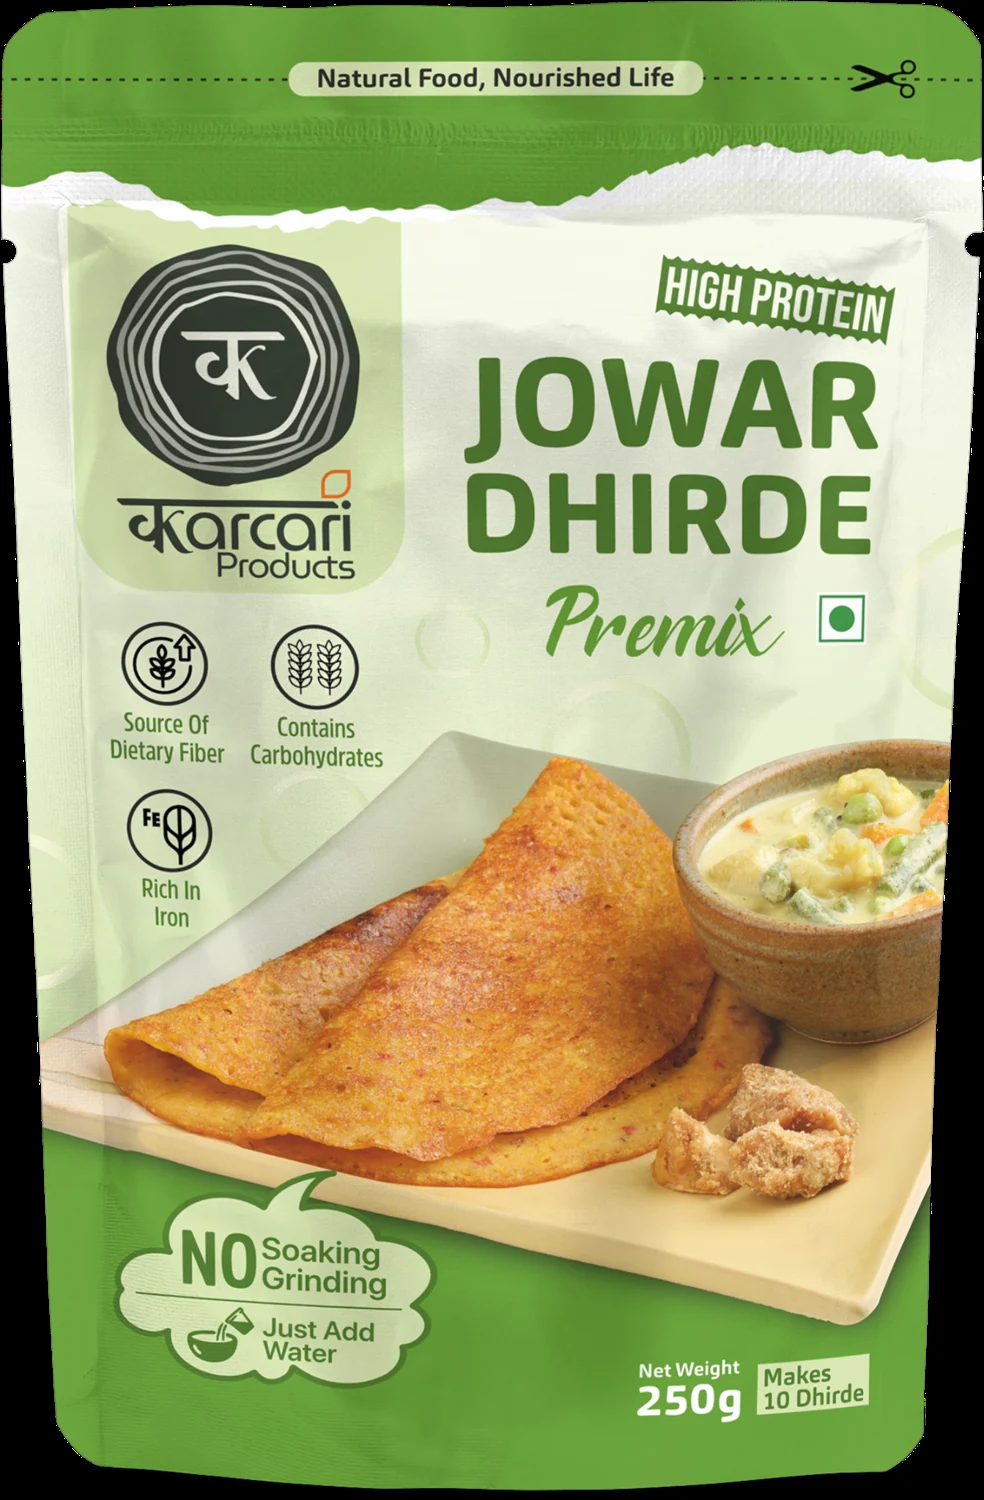 Natural Food, Nourished Life
क
HIGH PROTEIN
JOWAR
DHIRDE
Premix
कarcari
Products
Source Of
Dietary Fiber
Contains
Carbohydrates
FE
Rich In
Iron
NO Soaking
Grinding
Just Add
Water
Net Weight
250g
Makes
10 Dhirde